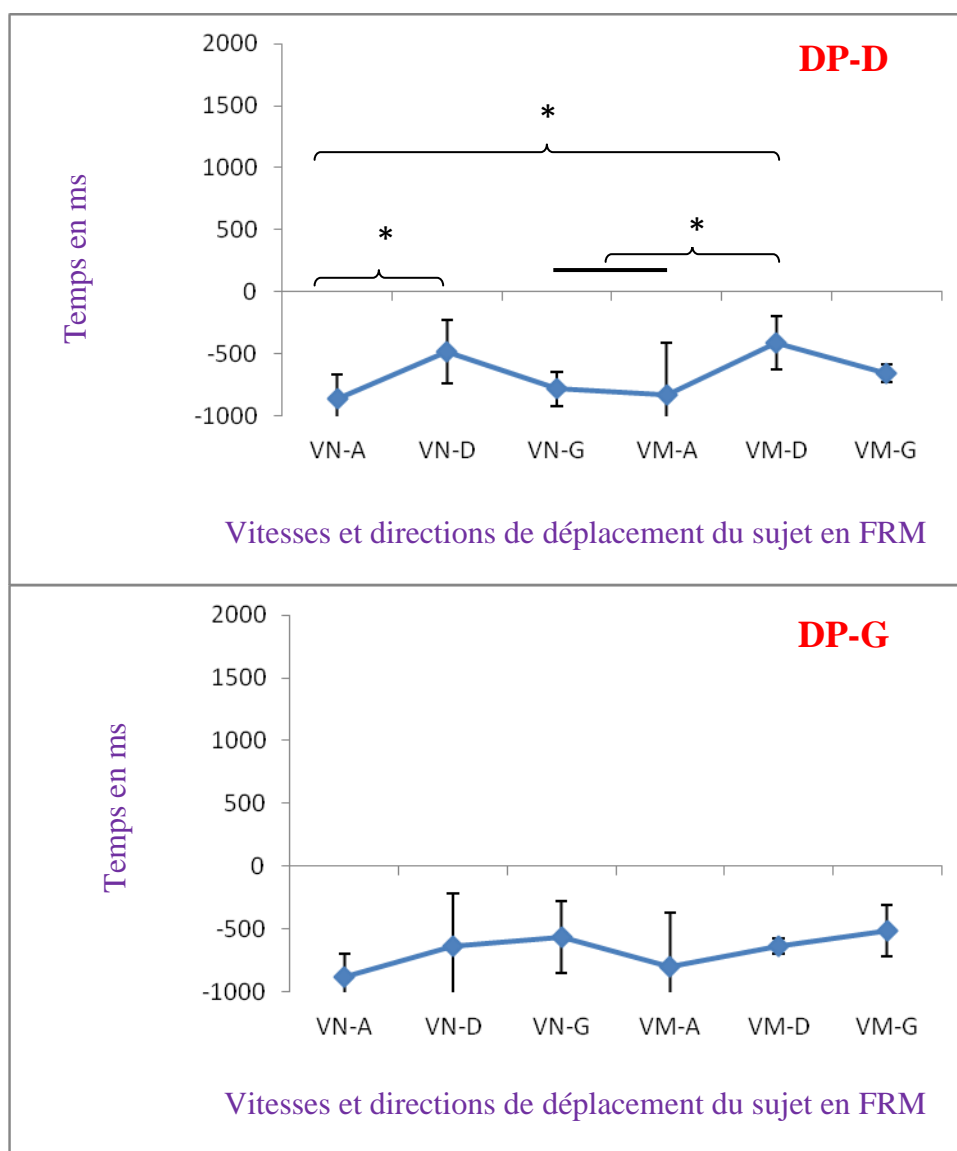 DP-D
2000
1500
*
1000
500
*
*
0
-500
-1000
Temps en ms
VN-A VN-D VN-G VM-A VM-D VM-G
Vitesses et directions de déplacement du sujet en FRM
DP-G
2000
1500
1000
500
0
-500
-1000
Temps en ms
VN-A VN-D VN-G VM-A VM-D VM-G
Vitesses et directions de déplacement du sujet en FRM